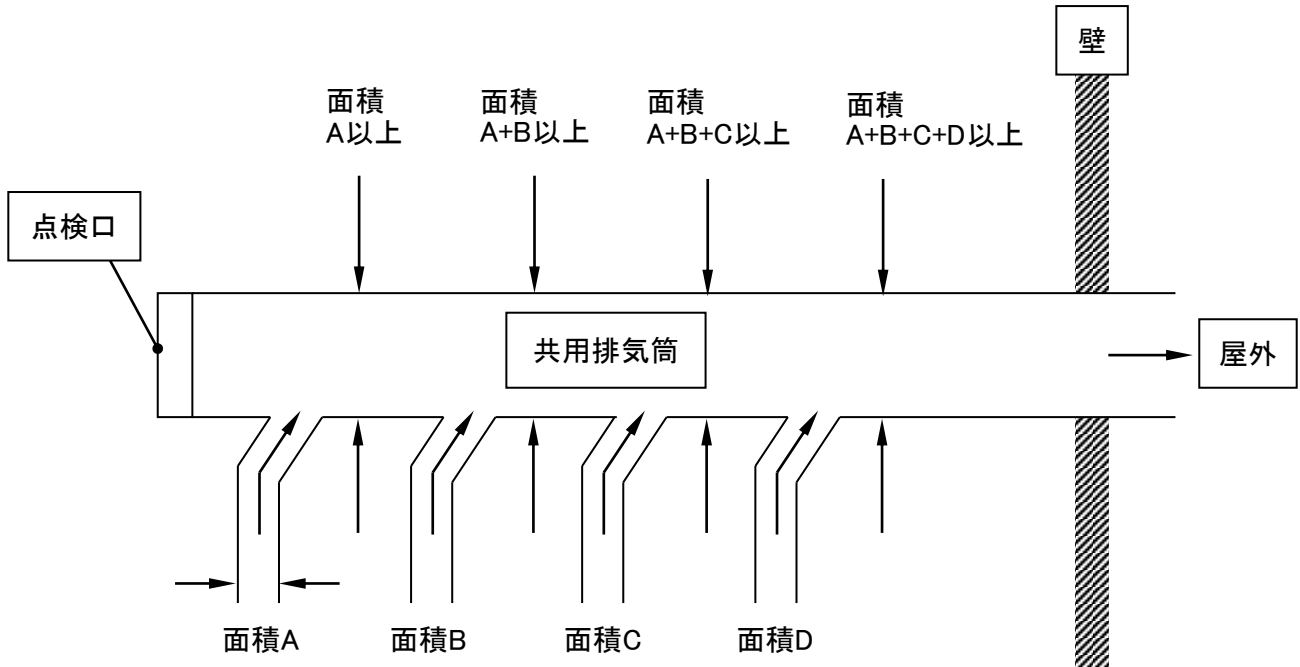 壁
面積
A以上
面積
A+B以上
面積
A+B+C以上
面積
A+B+C+D以上
点検口
共用排気筒
屋外
面積A
面積B
面積C
面積D